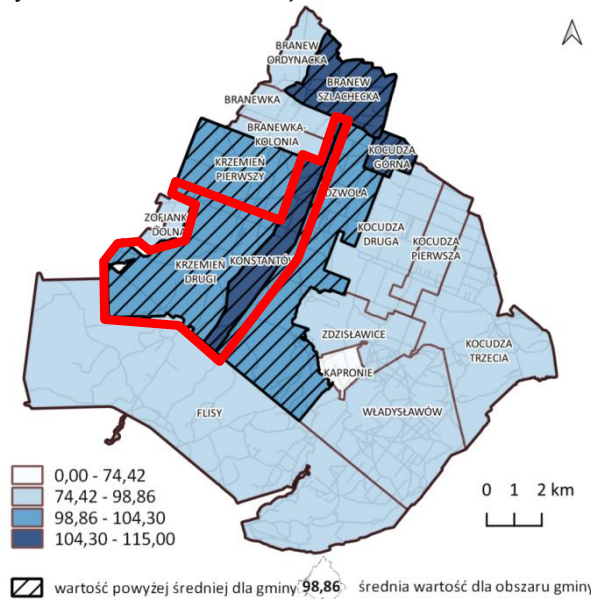 BRANEW
ORDYNACKA
BRANEW
SZLACHECKA
BRANEWKA
BRANEWKA-
KOLONIA
KOCUDZA
GÓRNA
KRZEMIEŃ
PIERWSZY
DZWOLA
ZOFIANK
DOLNA
KOCUDZA
DRUGA
KOCUDZA
PIERWSZA
KRZEMIEŃ
DRUGI
KONSTANTÓW
ZDZISŁAWICE
KOCUDZA
TRZECIA
KAPRONIE
FLISY
WŁADYSŁAWÓW
0,00 - 74,42
74,42 - 98,86
98,86 - 104,30
104,30 - 115,00
0 1 2 km
wartość powyżej średniej dla gminy
98,86 średnia wartość dla obszaru gminy